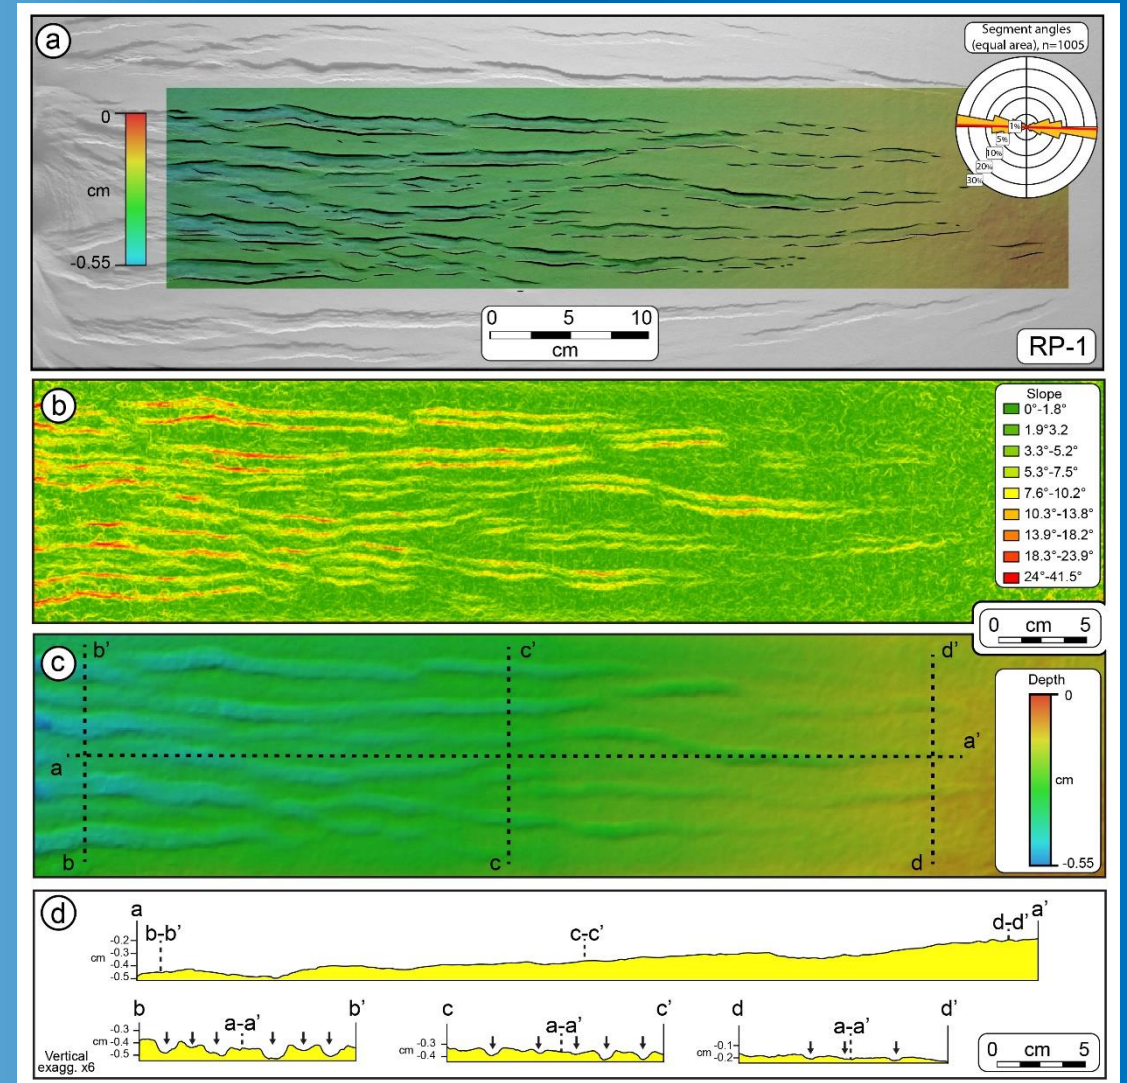 a
Segment angles
(equal area), n=1005
1%
5%
10%
20%
30%
0
cm
-0.55
0 5 10
cm
RP-1
b
Slope
0°-1.8°
1.9°3.2
3.3°-5.2°
5.3°-7.5°
7.6°-10.2°
10.3°-13.8°
13.9°-18.2°
18.3°-23.9°
24°-41.5°
0 cm 5
c
b' c' d'
a a'
b c d
Depth
0
cm
-0.55
d
a a'
b-b' c-c' d-d'
-0.2
-0.3
cm -0.4
-0.5
b b' c c' d d'
a-a' a-a' a-a'
-0.3
cm -0.4
-0.5
-0.3
cm -0.4
-0.1
cm -0.2
Vertical
exagg. x6
0 cm 5